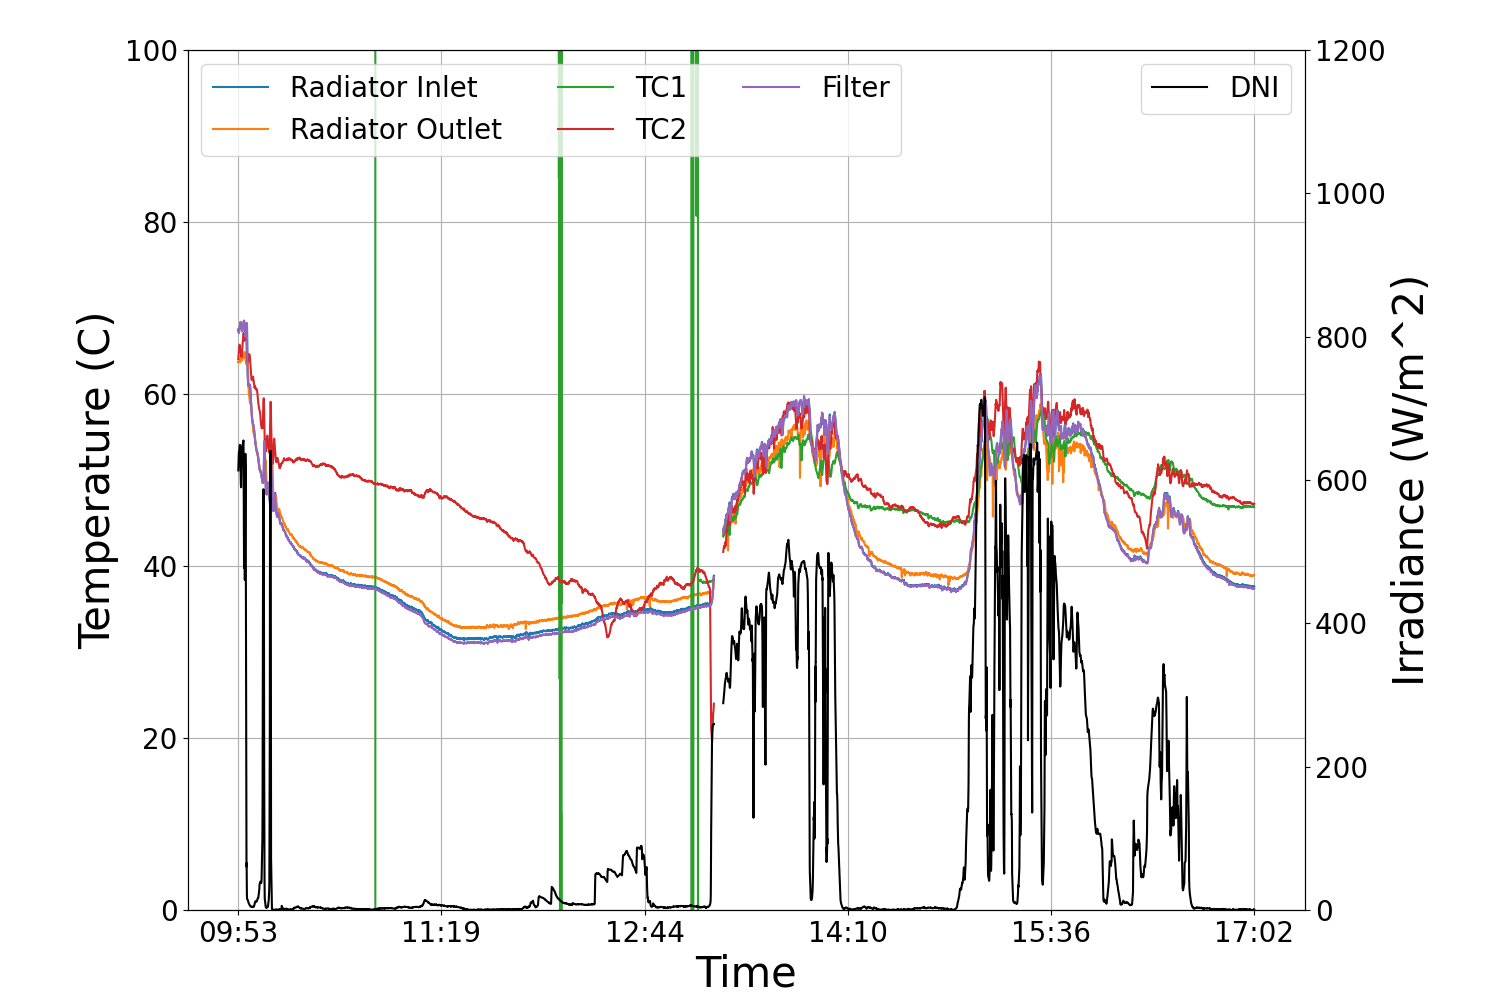 100
80
60
40
20
0
Temperature (C)
Radiator Inlet
Radiator Outlet
TC1
TC2
Filter
DNI
1200
1000
800
600
400
200
0
Irradiance (W/m^2)
09:53 11:19 12:44 14:10 15:36 17:02
Time